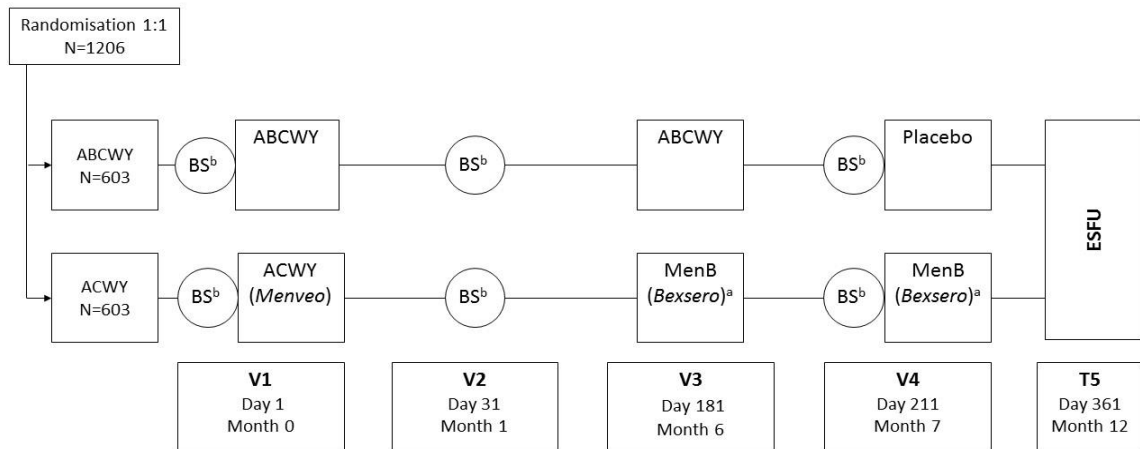 Randomisation 1:1
N=1206
ABCWY
N=603
BSᵇ
ABCWY
BSᵇ
ABCWY
BSᵇ
Placebo
ESFU
ACWY
N=603
BSᵇ
ACWY
(Menveo)
BSᵇ
MenB
(Bexsero)ᵃ
BSᵇ
MenB
(Bexsero)ᵃ
V1
Day 1
Month 0
V2
Day 31
Month 1
V3
Day 181
Month 6
V4
Day 211
Month 7
T5
Day 361
Month 12